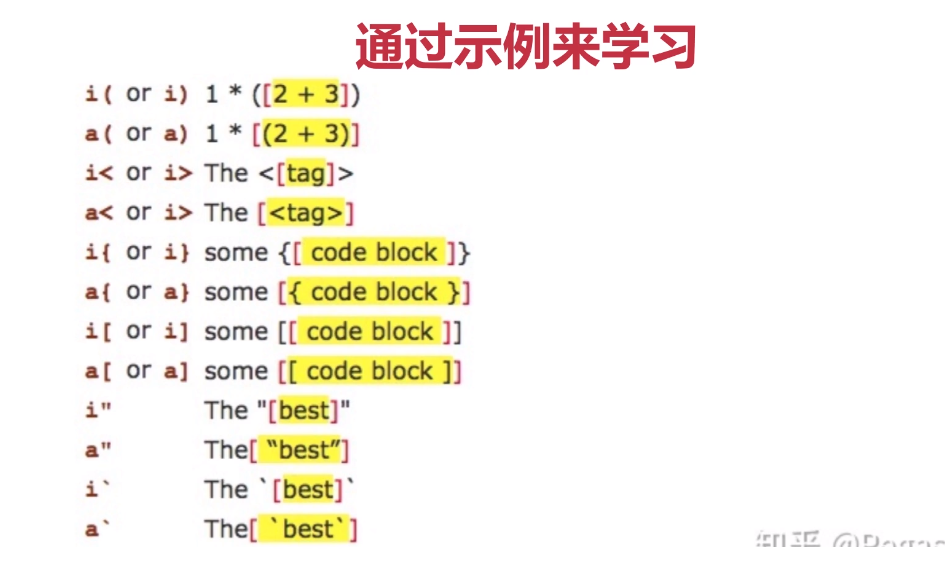 通过示例来学习
i( or i) 1 * ([2 + 3])
a( or a) 1 * [(2 + 3)]
i< or i> The <[tag]>
a< or i> The [<tag>]
i{ or i} some {[ code block ]}
a{ or a} some [{ code block }]
i[ or i] some [[ code block ]]
a[ or a] some [[ code block ]]
i" The "[best]"
a" The[ “best”]
i` The `[best]`
a` The[ `best`]
知乎